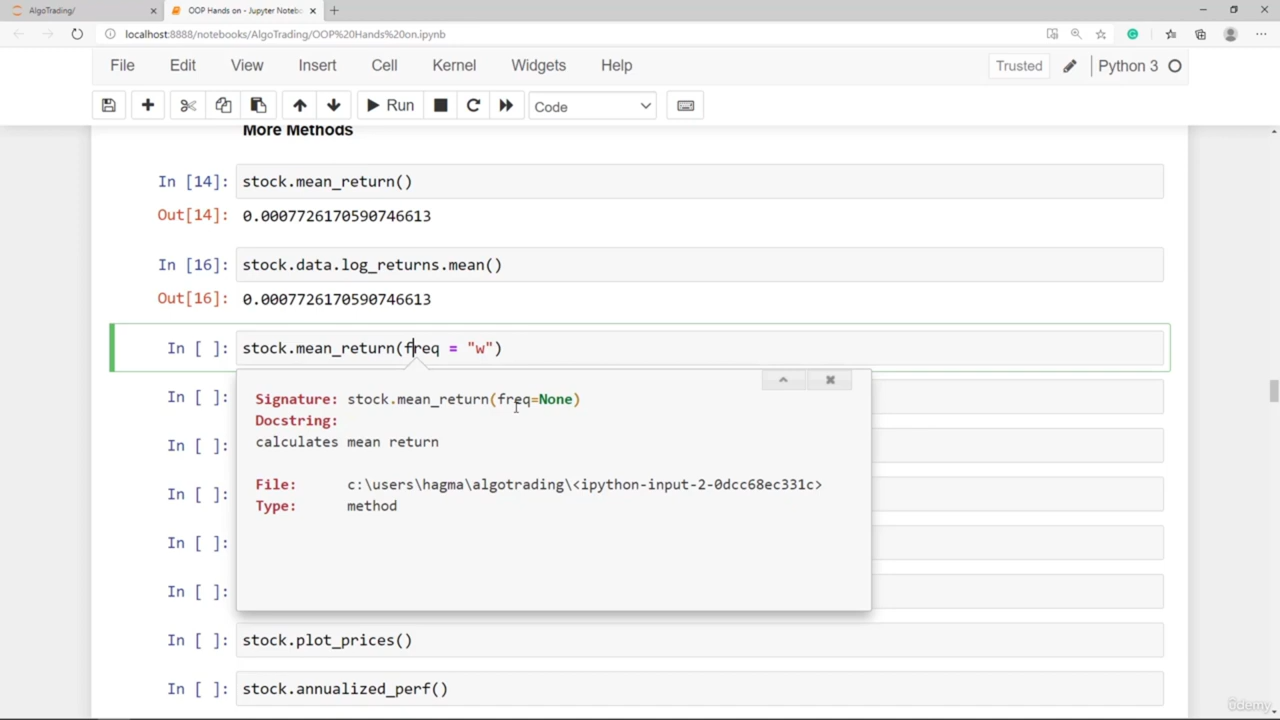 AlgoTrading/
OOP Hands on - Jupyter Notebo
localhost:8888/notebooks/AlgoTrading/OOP%20Hands%20on.ipynb
File Edit View Insert Cell Kernel Widgets Help Trusted Python 3
Run Code
More Methods
In [14]: stock.mean_return()
Out[14]: 0.0007726170590746613
In [16]: stock.data.log_returns.mean()
Out[16]: 0.0007726170590746613
In [ ]: stock.mean_return(freq = "w")
In [ ]:
Signature: stock.mean_return(freq=None)
Docstring:
calculates mean return
In [ ]:
File: c:\users\hagma\algotrading\<ipython-input-2-0dcc68ec331c>
In [ ]:
Type: method
In [ ]:
In [ ]:
In [ ]: stock.plot_prices()
In [ ]: stock.annualized_perf()
Udemy